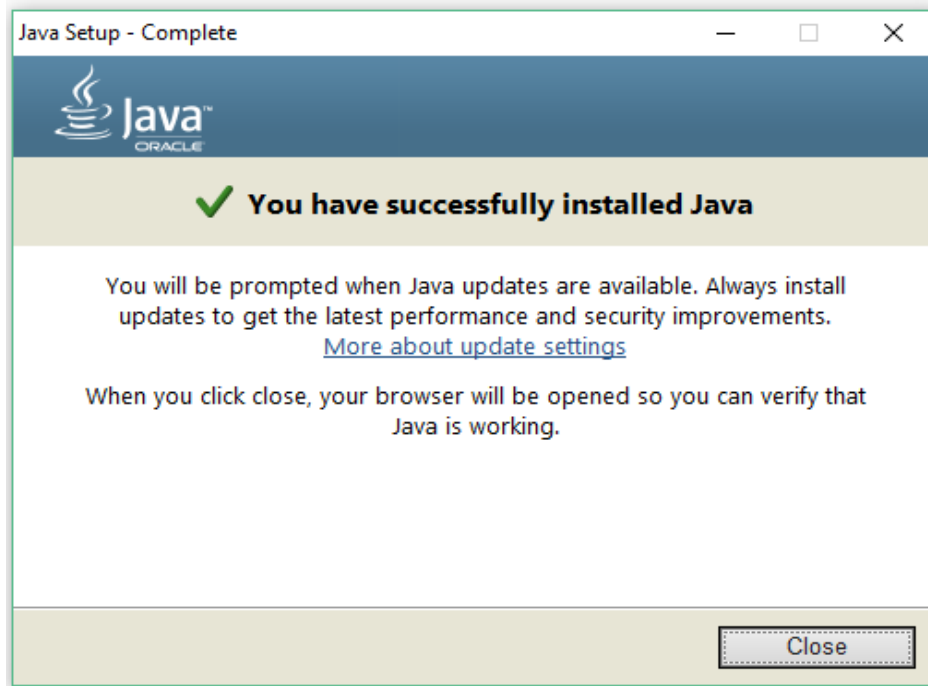 Java Setup - Complete
Java™
ORACLE
You have successfully installed Java
You will be prompted when Java updates are available. Always install
updates to get the latest performance and security improvements.
More about update settings
When you click close, your browser will be opened so you can verify that
Java is working.
Close